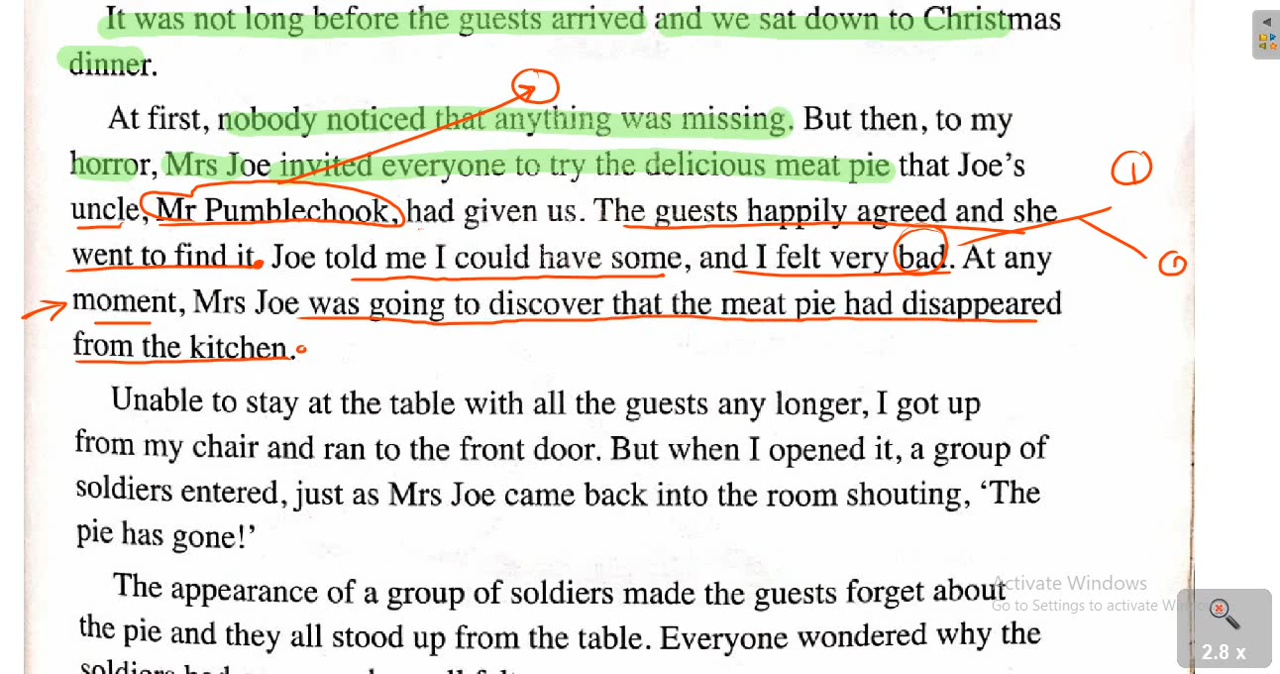 It was not long before the guests arrived and we sat down to Christmas
dinner.
At first, nobody noticed that anything was missing. But then, to my
horror, Mrs Joe invited everyone to try the delicious meat pie that Joe's
uncle, Mr Pumblechook, had given us. The guests happily agreed and she
went to find it. Joe told me I could have some, and I felt very bad. At any
moment, Mrs Joe was going to discover that the meat pie had disappeared
from the kitchen.
Unable to stay at the table with all the guests any longer, I got up
from my chair and ran to the front door. But when I opened it, a group of
soldiers entered, just as Mrs Joe came back into the room shouting, ‘The
pie has gone!’
The appearance of a group of soldiers made the guests forget about
the pie and they all stood up from the table. Everyone wondered why the
1
Activate Windows
Go to Settings to activate
2.8 x